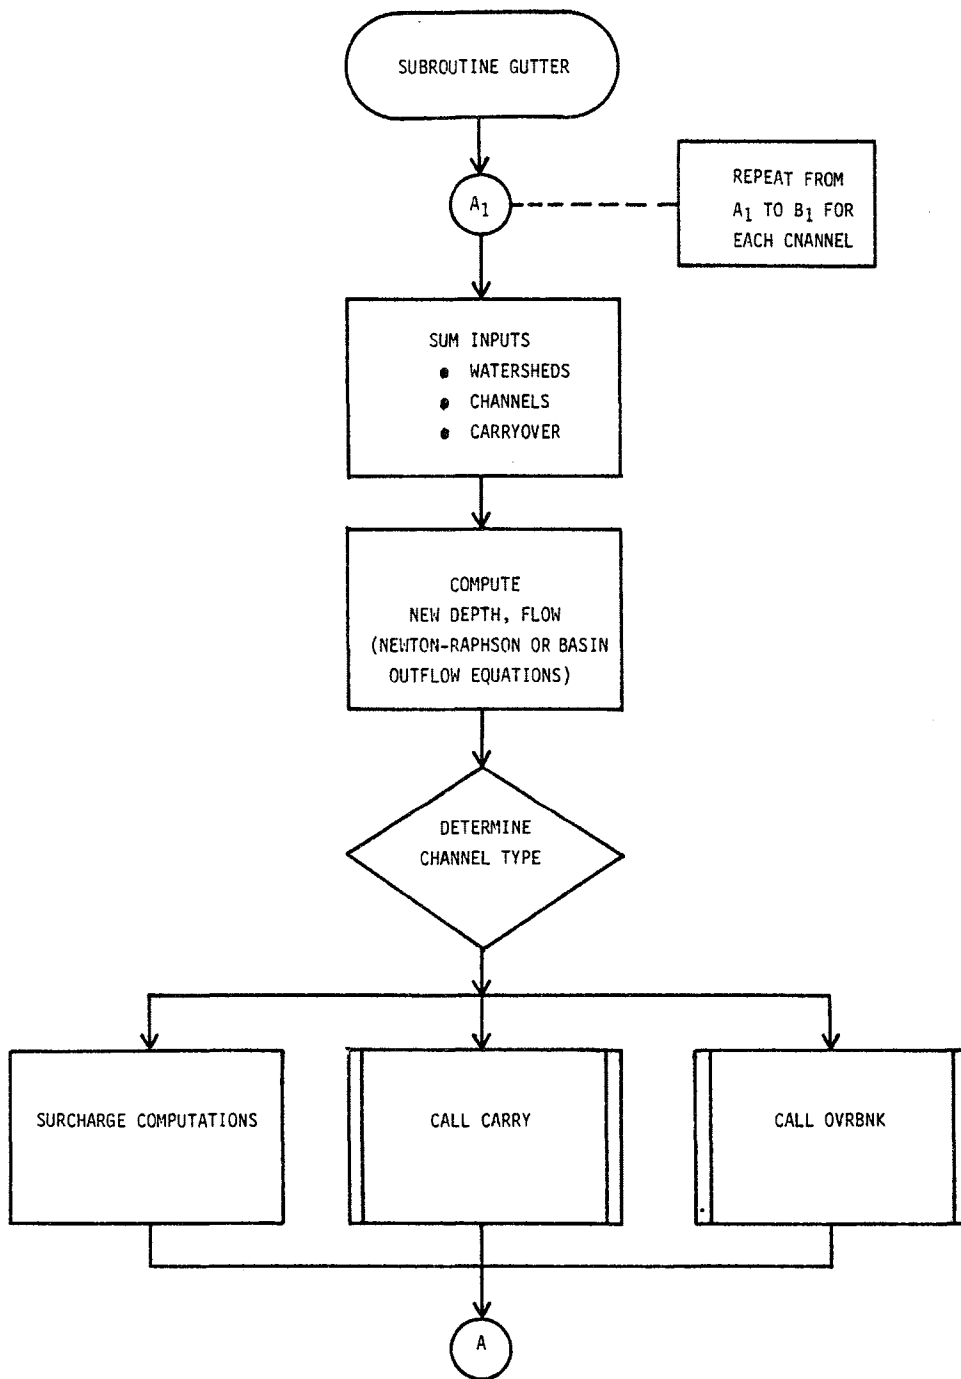 SUBROUTINE GUTTER
A1
REPEAT FROM
A1 TO B1 FOR
EACH CNANNEL
SUM INPUTS
● WATERSHEDS
● CHANNELS
● CARRYOVER
COMPUTE
NEW DEPTH, FLOW
(NEWTON-RAPHSON OR BASIN
OUTFLOW EQUATIONS)
DETERMINE
CHANNEL TYPE
SURCHARGE COMPUTATIONS
CALL CARRY
CALL OVRBNK
A